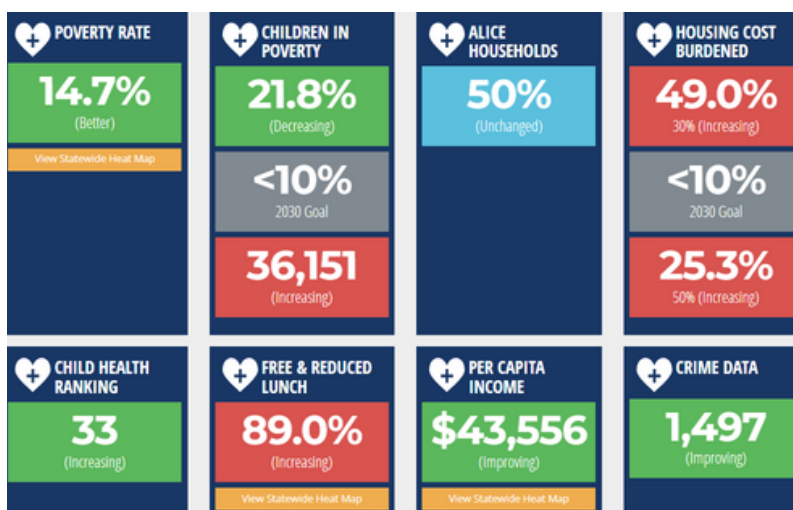 POVERTY RATE
14.7%
(Better)
View Statewide Heat Map
CHILDREN IN
POVERTY
21.8%
(Decreasing)
<10%
2030 Goal
36,151
(Increasing)
ALICE
HOUSEHOLDS
50%
(Unchanged)
HOUSING COST
BURDENED
49.0%
30% (Increasing)
<10%
2030 Goal
25.3%
50% (Increasing)
CHILD HEALTH
RANKING
33
(Increasing)
FREE & REDUCED
LUNCH
89.0%
(Increasing)
View Statewide Heat Map
PER CAPITA
INCOME
$43,556
(Improving)
View Statewide Heat Map
CRIME DATA
1,497
(Improving)